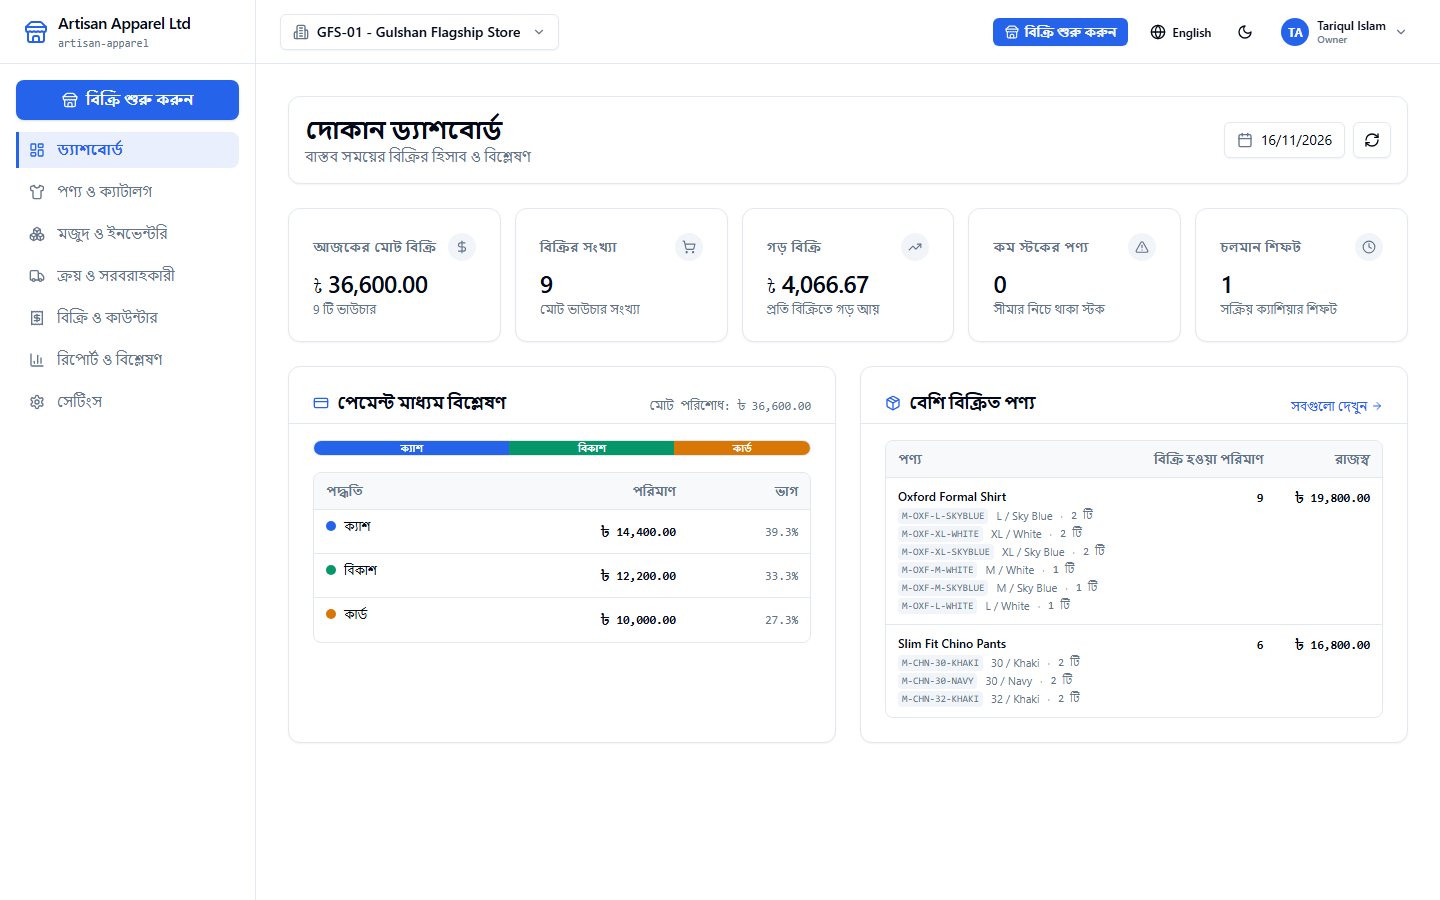 Artisan Apparel Ltd
artisan-apparel
GFS-01 - Gulshan Flagship Store
বিক্রি শুরু করুন
English
TA
Tariqul Islam
Owner
বিক্রি শুরু করুন
ড্যাশবোর্ড
পণ্য ও ক্যাটালগ
মজুদ ও ইনভেন্টরি
ক্রয় ও সরবরাহকারী
বিক্রি ও কাউন্টার
রিপোর্ট ও বিশ্লেষণ
সেটিংস
দোকান ড্যাশবোর্ড
বাস্তব সময়ের বিক্রির হিসাব ও বিশ্লেষণ
16/11/2026
আজকের মোট বিক্রি
৳ 36,600.00
9 টি ভাউচার
বিক্রির সংখ্যা
9
মোট ভাউচার সংখ্যা
গড় বিক্রি
৳ 4,066.67
প্রতি বিক্রিতে গড় আয়
কম স্টকের পণ্য
0
সীমার নিচে থাকা স্টক
চলমান শিফট
1
সক্রিয় ক্যাশিয়ার শিফট
পেমেন্ট মাধ্যম বিশ্লেষণ
মোট পরিশোধ: ৳ 36,600.00
ক্যাশ বিকাশ কার্ড
পদ্ধতি পরিমাণ ভাগ
ক্যাশ ৳ 14,400.00 39.3%
বিকাশ ৳ 12,200.00 33.3%
কার্ড ৳ 10,000.00 27.3%
বেশি বিক্রিত পণ্য
সবগুলো দেখুন →
পণ্য বিক্রি হওয়া পরিমাণ রাজস্ব
Oxford Formal Shirt 9 ৳ 19,800.00
M-OXF-L-SKYBLUE L / Sky Blue · 2 টি
M-OXF-XL-WHITE XL / White · 2 টি
M-OXF-XL-SKYBLUE XL / Sky Blue · 2 টি
M-OXF-M-WHITE M / White · 1 টি
M-OXF-M-SKYBLUE M / Sky Blue · 1 টি
M-OXF-L-WHITE L / White · 1 টি
Slim Fit Chino Pants 6 ৳ 16,800.00
M-CHN-30-KHAKI 30 / Khaki · 2 টি
M-CHN-30-NAVY 30 / Navy · 2 টি
M-CHN-32-KHAKI 32 / Khaki · 2 টি